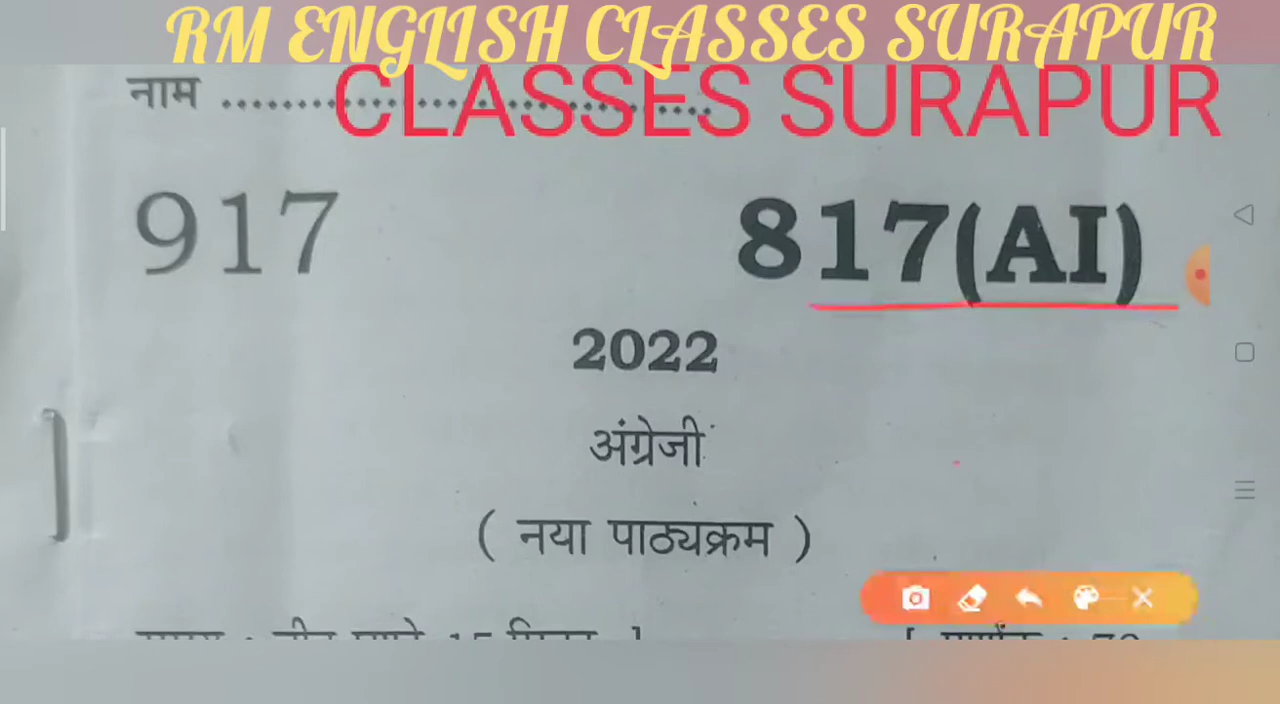 RM ENGLISH CLASSES SURAPUR
CLASSES SURAPUR
नाम ........................................
917 817(AI)
2022
अंग्रेजी
( नया पाठ्यक्रम )